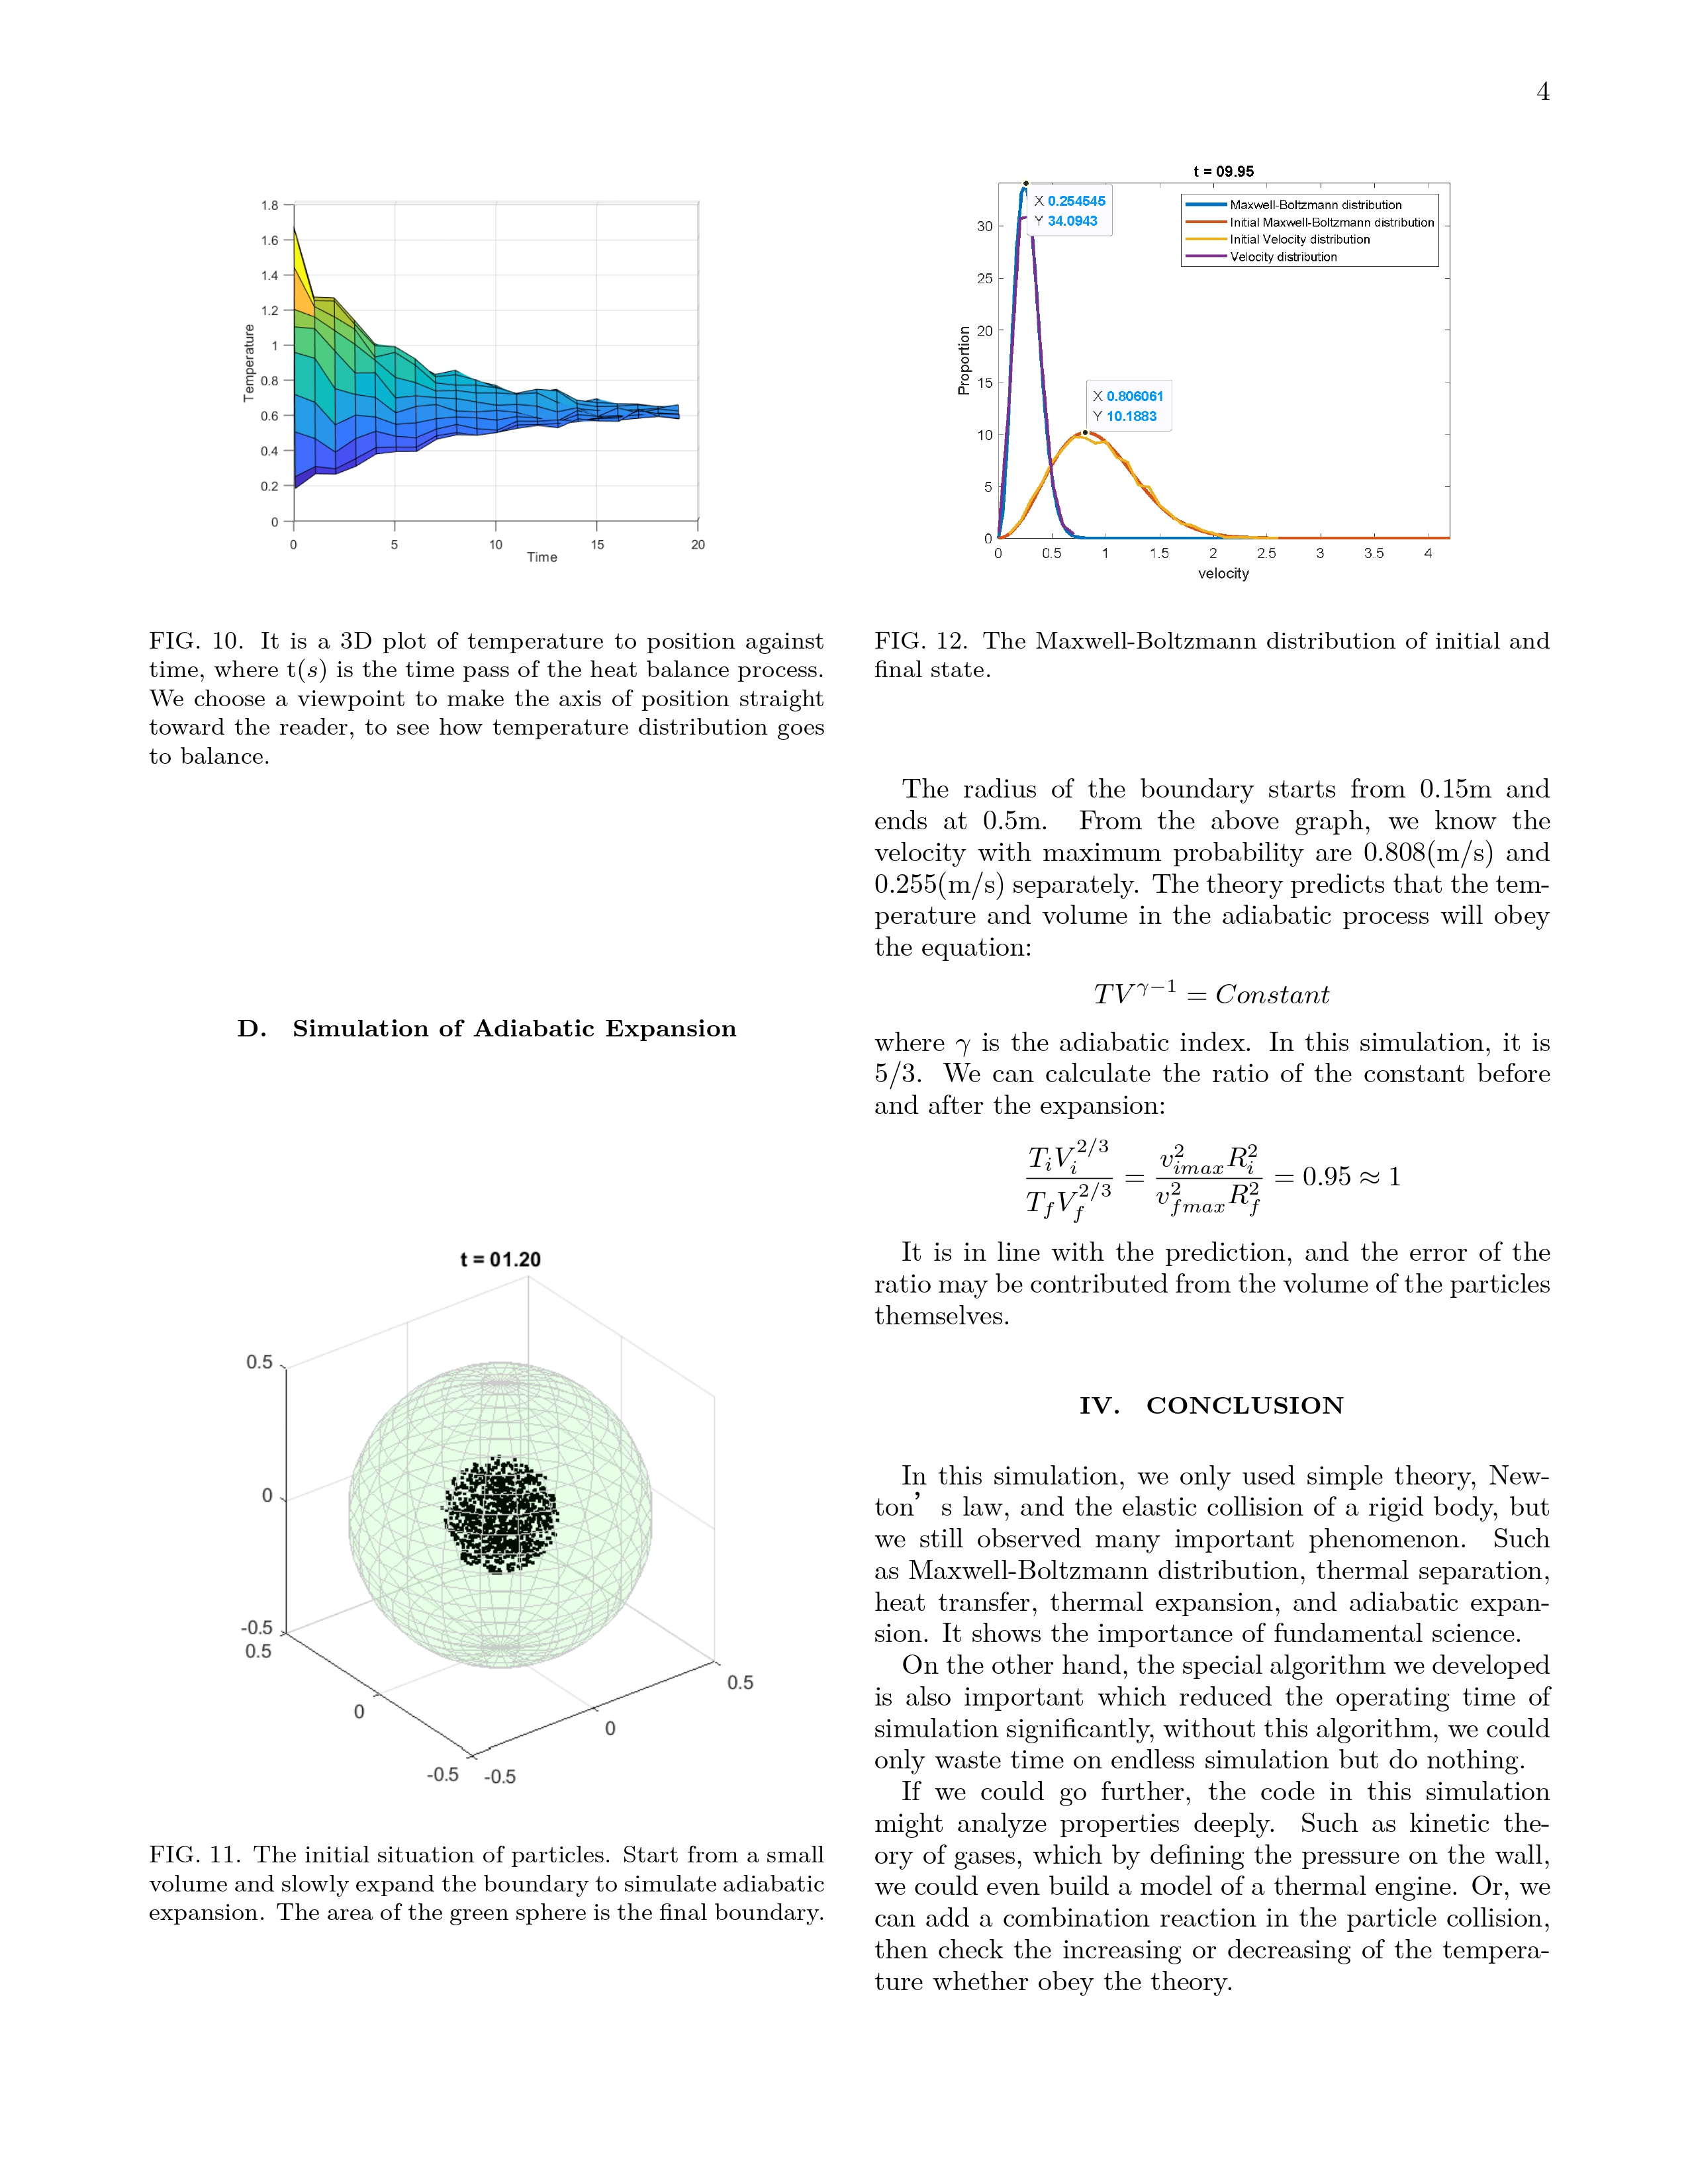 4
1.8
1.6
1.4
1.2
1
0.8
0.6
0.4
0.2
0
Temperature
0
5
10
15
20
Time
FIG. 10. It is a 3D plot of temperature to position against
time, where t(s) is the time pass of the heat balance process.
We choose a viewpoint to make the axis of position straight
toward the reader, to see how temperature distribution goes
to balance.
D. Simulation of Adiabatic Expansion
t = 01.20
0.5
0
-0.5
0.5
0
-0.5
-0.5
0
0.5
FIG. 11. The initial situation of particles. Start from a small
volume and slowly expand the boundary to simulate adiabatic
expansion. The area of the green sphere is the final boundary.
t = 09.95
X 0.254545
Y 34.0943
Maxwell-Boltzmann distribution
Initial Maxwell-Boltzmann distribution
Initial Velocity distribution
Velocity distribution
X 0.806061
Y 10.1883
30
25
20
15
10
5
0
Proportion
0
0.5
1
1.5
2
2.5
3
3.5
4
velocity
FIG. 12. The Maxwell-Boltzmann distribution of initial and
final state.
The radius of the boundary starts from 0.15m and
ends at 0.5m. From the above graph, we know the
velocity with maximum probability are 0.808(m/s) and
0.255(m/s) separately. The theory predicts that the tem-
perature and volume in the adiabatic process will obey
the equation:
TV^{γ−1} = Constant
where γ is the adiabatic index. In this simulation, it is
5/3. We can calculate the ratio of the constant before
and after the expansion:
\frac{T_i V_i^{2/3}}{T_f V_f^{2/3}} = \frac{v_{imax}^2 R_i^2}{v_{fmax}^2 R_f^2} = 0.95 ≈ 1
It is in line with the prediction, and the error of the
ratio may be contributed from the volume of the particles
themselves.
IV. CONCLUSION
In this simulation, we only used simple theory, New-
ton’ s law, and the elastic collision of a rigid body, but
we still observed many important phenomenon. Such
as Maxwell-Boltzmann distribution, thermal separation,
heat transfer, thermal expansion, and adiabatic expan-
sion. It shows the importance of fundamental science.
On the other hand, the special algorithm we developed
is also important which reduced the operating time of
simulation significantly, without this algorithm, we could
only waste time on endless simulation but do nothing.
If we could go further, the code in this simulation
might analyze properties deeply. Such as kinetic the-
ory of gases, which by defining the pressure on the wall,
we could even build a model of a thermal engine. Or, we
can add a combination reaction in the particle collision,
then check the increasing or decreasing of the tempera-
ture whether obey the theory.